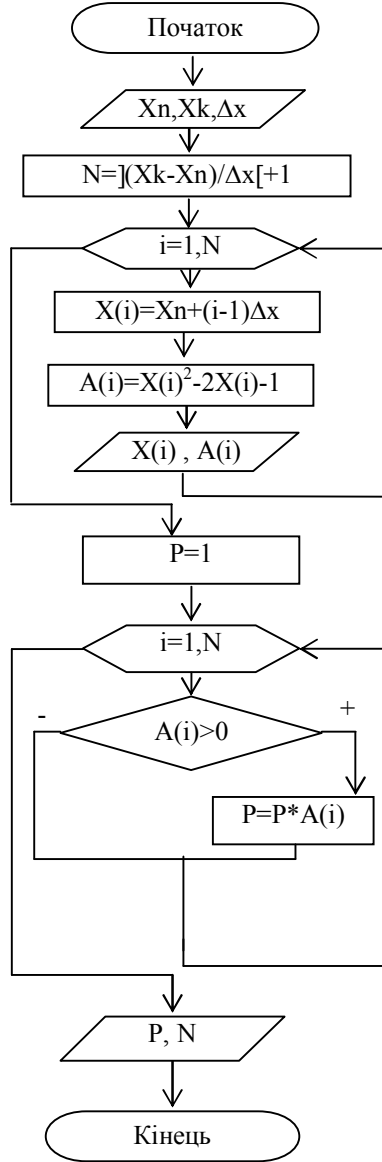 Початок
Xn,Xk,Δx
N=](Xk-Xn)/Δx[+1
i=1,N
X(i)=Xn+(i-1)Δx
A(i)=X(i)²-2X(i)-1
X(i) , A(i)
P=1
i=1,N
-
+
A(i)>0
P=P*A(i)
P, N
Кінець